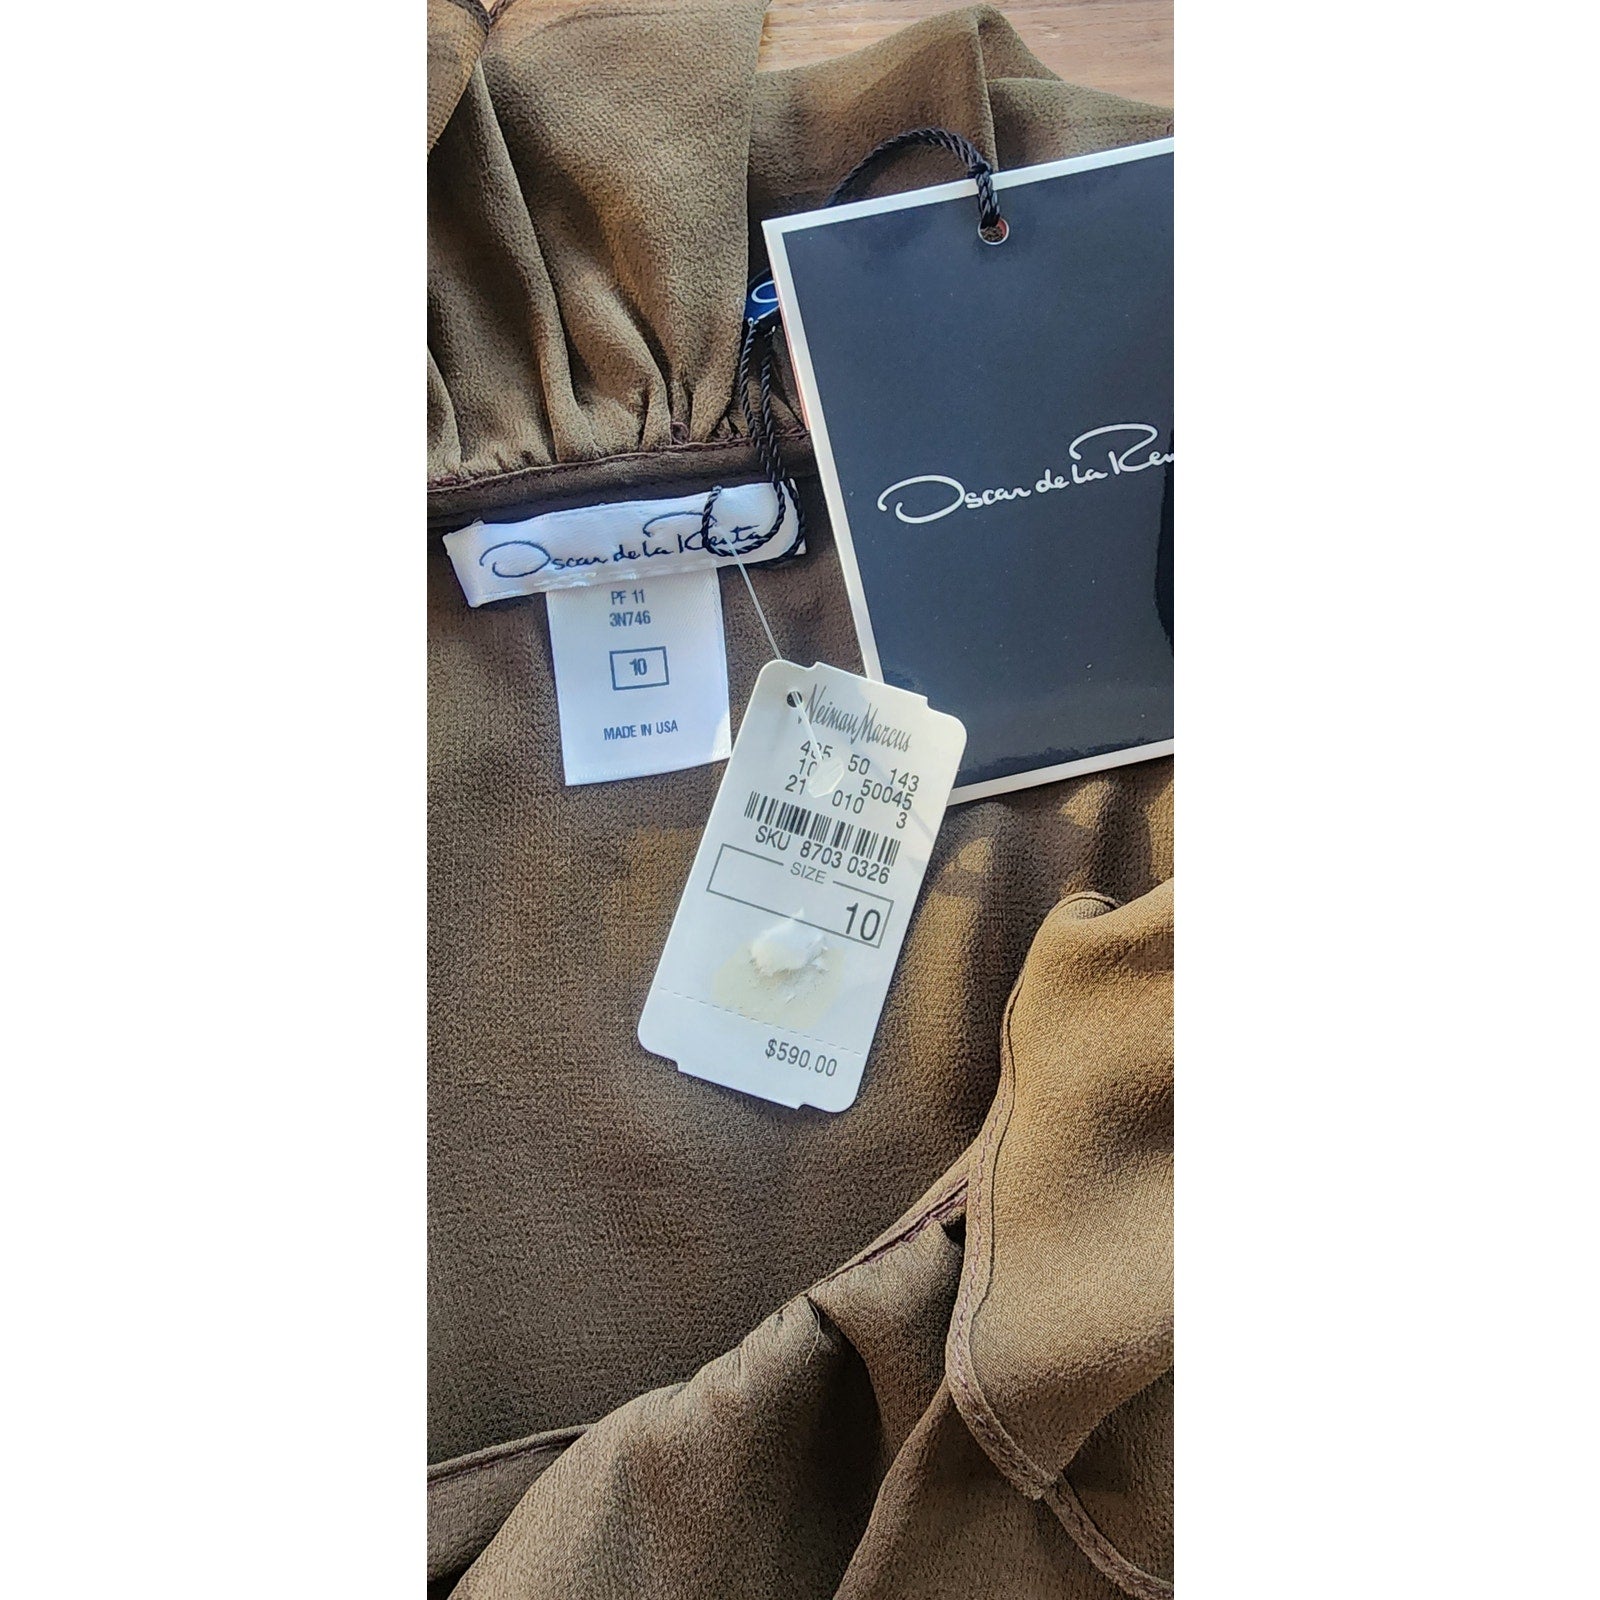 Oscar de la Renta
PF 11
3N746
10
MADE IN USA
Oscar de la Ren
Neiman Marcus
50 143
50045
21 010 3
SKU 8703 0326
SIZE
10
$590.00